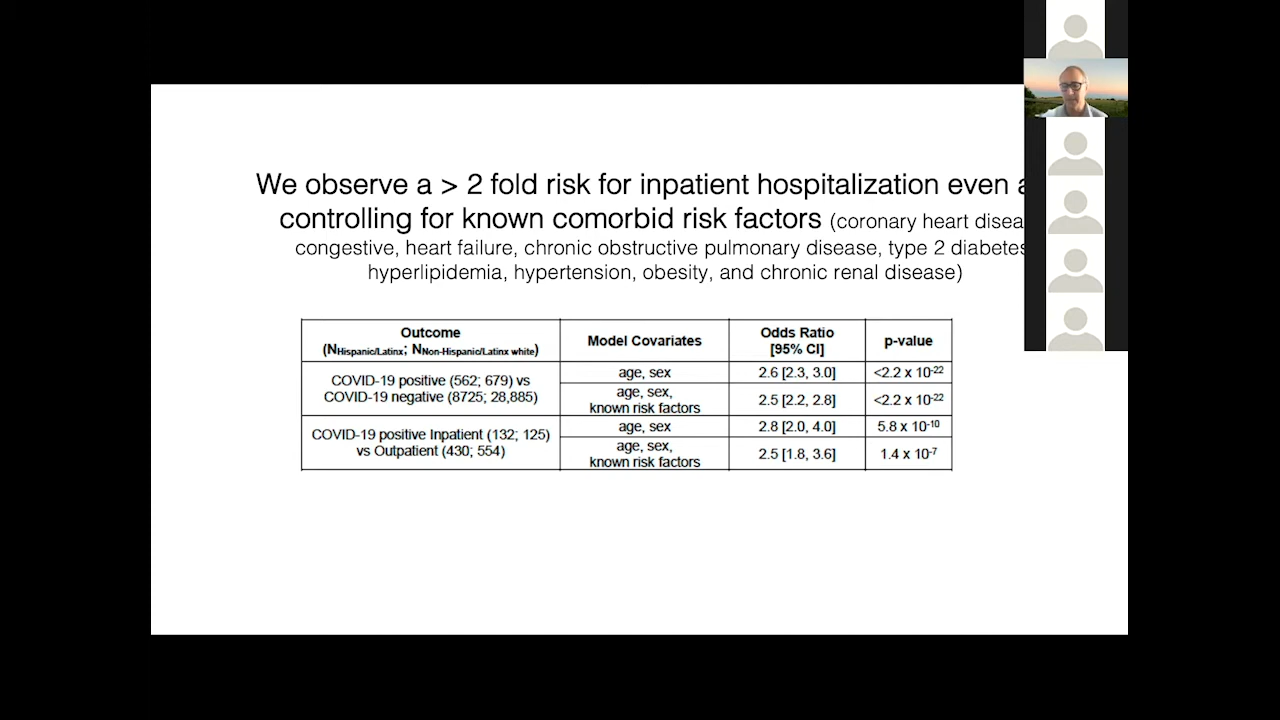 We observe a > 2 fold risk for inpatient hospitalization even
controlling for known comorbid risk factors (coronary heart
congestive, heart failure, chronic obstructive pulmonary disease, type 2 diabetes
hyperlipidemia, hypertension, obesity, and chronic renal disease)
Outcome
(NHispanic/Latinx; NNon-Hispanic/Latinx white)
Model Covariates
Odds Ratio
[95% CI]
p-value
COVID-19 positive (562; 679) vs
COVID-19 negative (8725; 28,885)
age, sex
2.6 [2.3, 3.0]
<2.2 x 10-22
age, sex,
known risk factors
2.5 [2.2, 2.8]
<2.2 x 10-22
COVID-19 positive Inpatient (132; 125)
vs Outpatient (430; 554)
age, sex
2.8 [2.0, 4.0]
5.8 x 10-10
age, sex,
known risk factors
2.5 [1.8, 3.6]
1.4 x 10-7